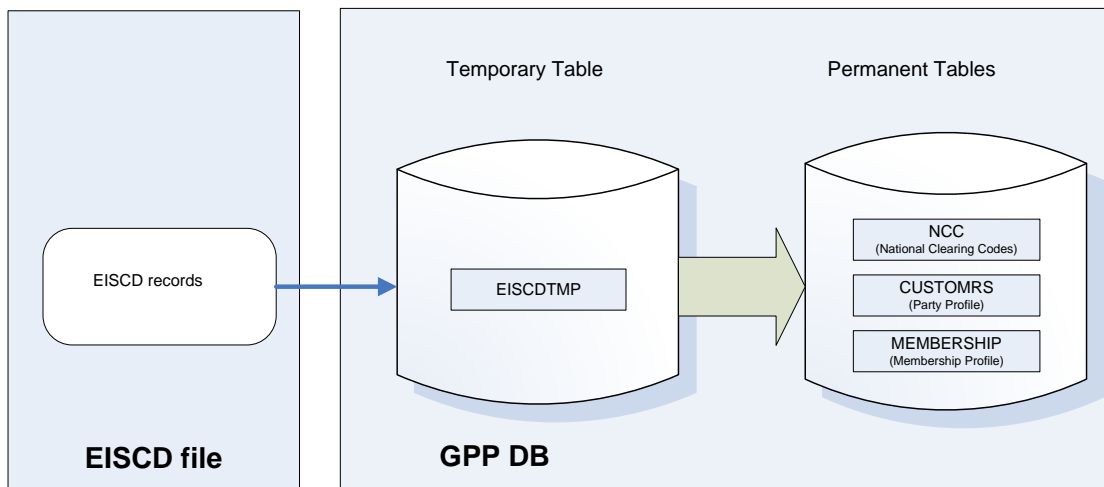 Temporary Table
Permanent Tables
EISCD records
EISCDTMP
NCC
(National Clearing Codes)
CUSTOMRS
(Party Profile)
MEMBERSHIP
(Membership Profile)
EISCD file
GPP DB